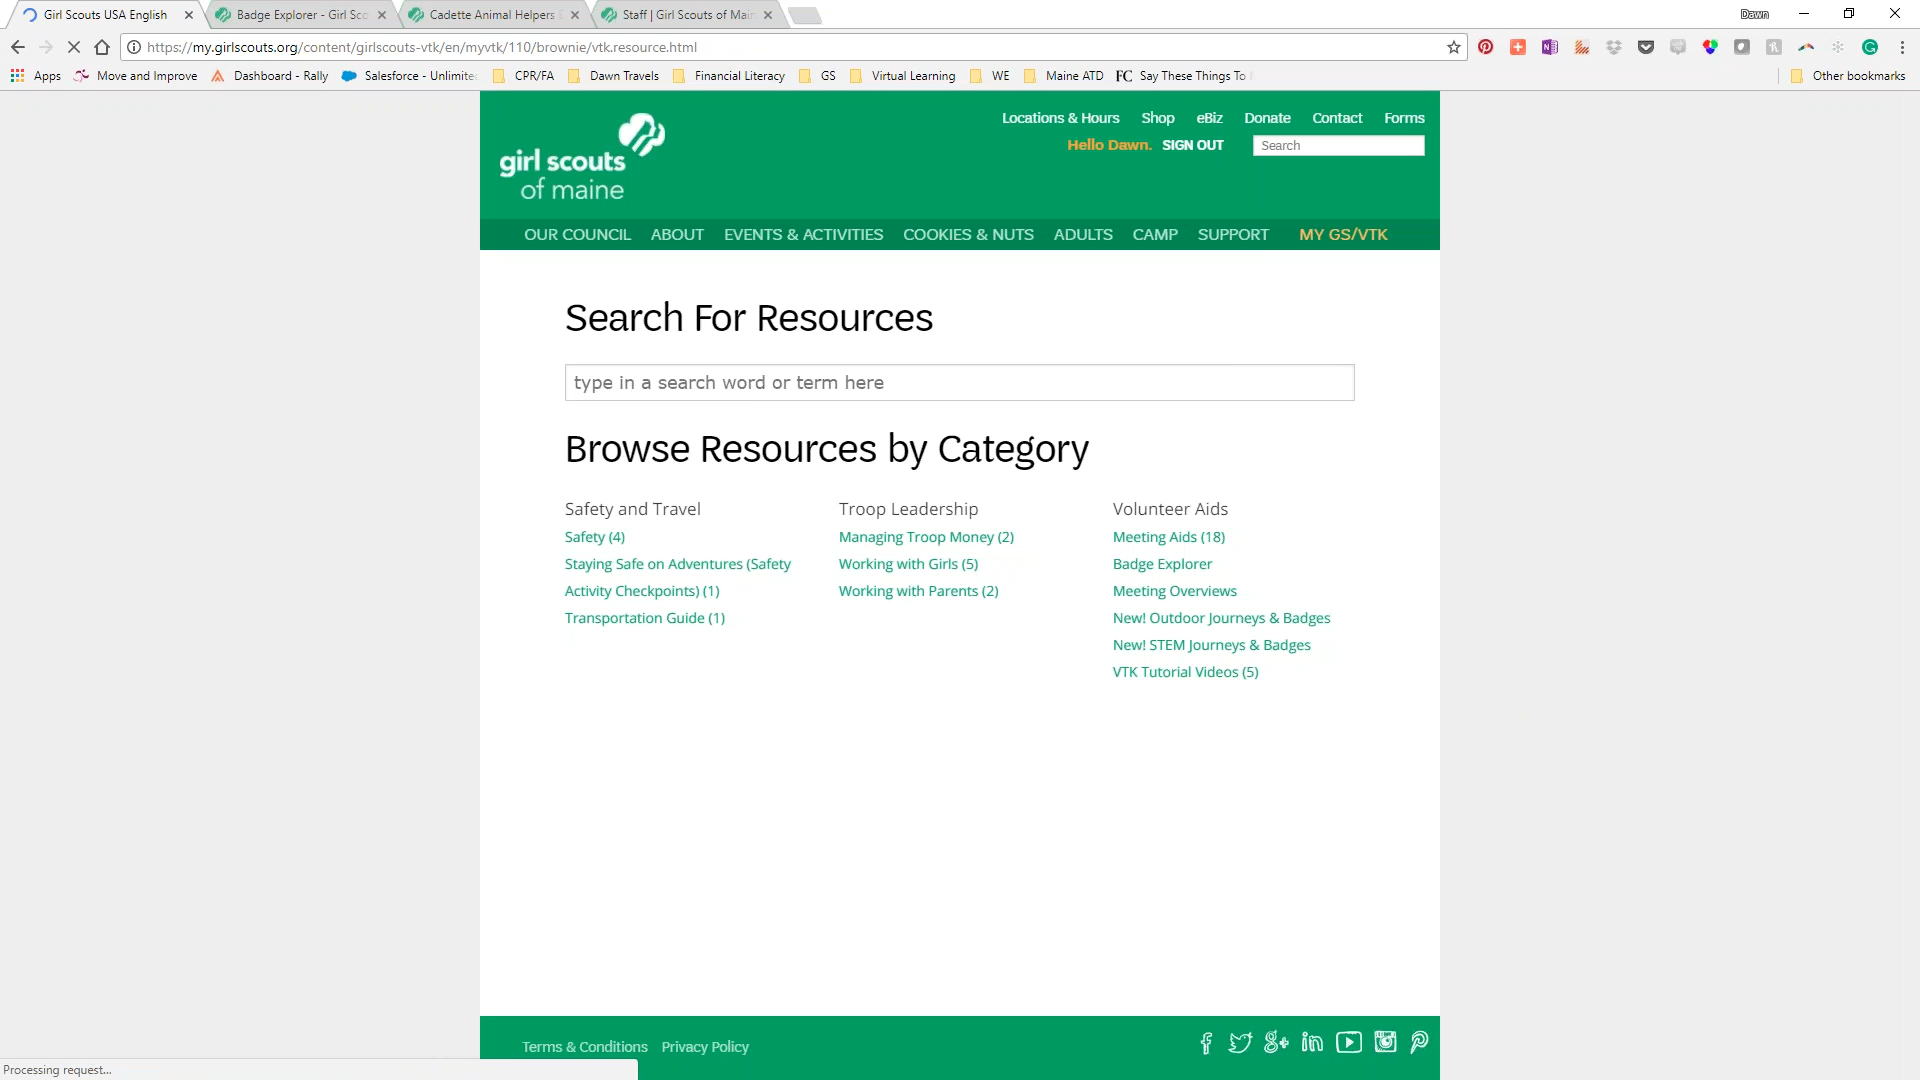 Girl Scouts USA English
Badge Explorer - Girl Sco
Cadette Animal Helpers
Staff | Girl Scouts of Main
Dawn
https://my.girlscouts.org/content/girlscouts-vtk/en/myvtk/110/brownie/vtk.resource.html
Apps
Move and Improve
Dashboard - Rally
Salesforce - Unlimite
CPR/FA
Dawn Travels
Financial Literacy
GS
Virtual Learning
WE
Maine ATD
FC Say These Things To
Other bookmarks
girl scouts
of maine
Locations & Hours Shop eBiz Donate Contact Forms
Hello Dawn. SIGN OUT Search
OUR COUNCIL ABOUT EVENTS & ACTIVITIES COOKIES & NUTS ADULTS CAMP SUPPORT MY GS/VTK
Search For Resources
type in a search word or term here
Browse Resources by Category
Safety and Travel
Safety (4)
Staying Safe on Adventures (Safety
Activity Checkpoints) (1)
Transportation Guide (1)
Troop Leadership
Managing Troop Money (2)
Working with Girls (5)
Working with Parents (2)
Volunteer Aids
Meeting Aids (18)
Badge Explorer
Meeting Overviews
New! Outdoor Journeys & Badges
New! STEM Journeys & Badges
VTK Tutorial Videos (5)
Terms & Conditions Privacy Policy
Processing request...